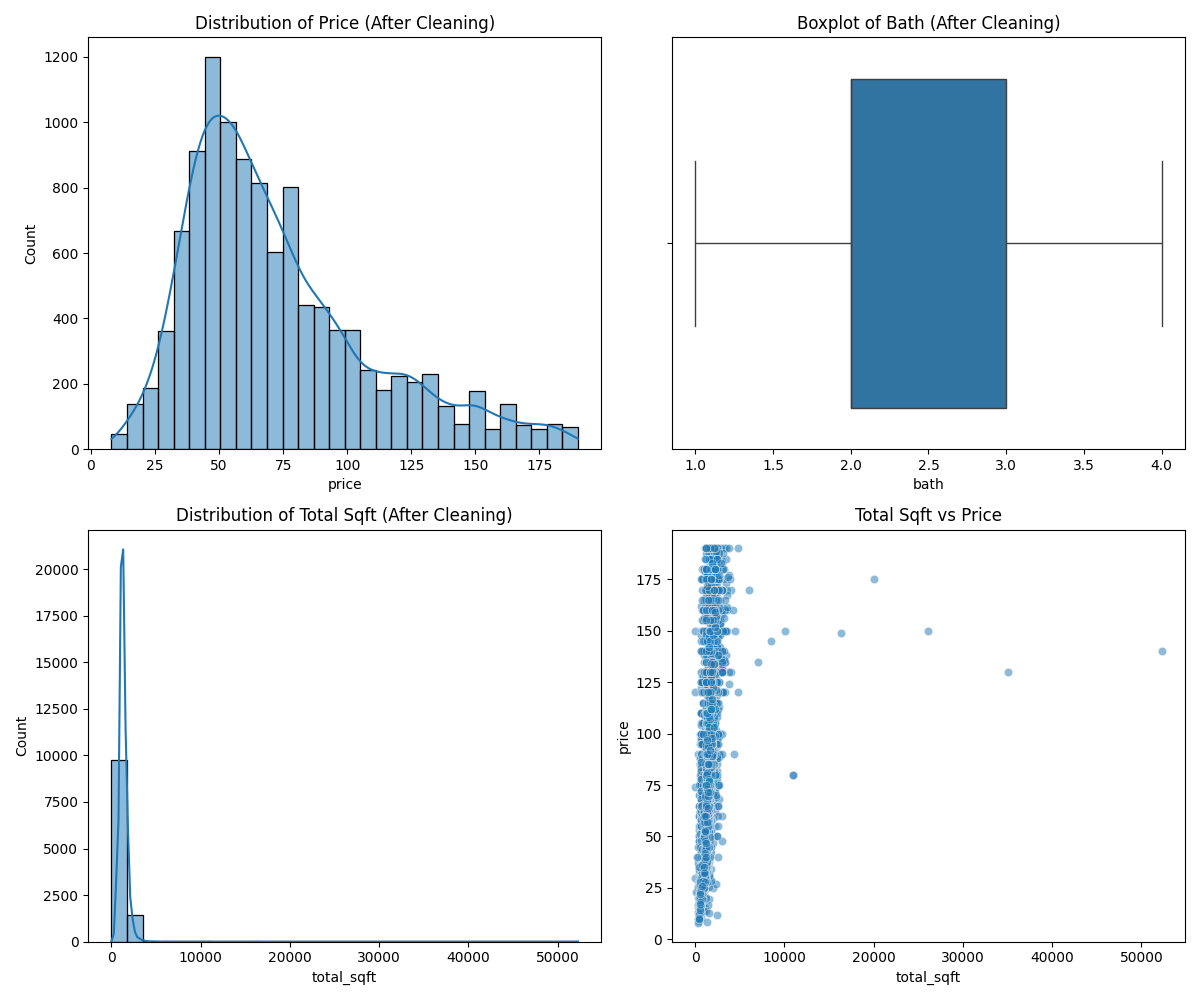 Distribution of Price (After Cleaning)
1200
1000
800
600
400
200
0
Count
0 25 50 75 100 125 150 175
price
Boxplot of Bath (After Cleaning)
1.0 1.5 2.0 2.5 3.0 3.5 4.0
bath
Distribution of Total Sqft (After Cleaning)
20000
17500
15000
12500
10000
7500
5000
2500
0
Count
0 10000 20000 30000 40000 50000
total_sqft
Total Sqft vs Price
175
150
125
100
75
50
25
0
price
0 10000 20000 30000 40000 50000
total_sqft